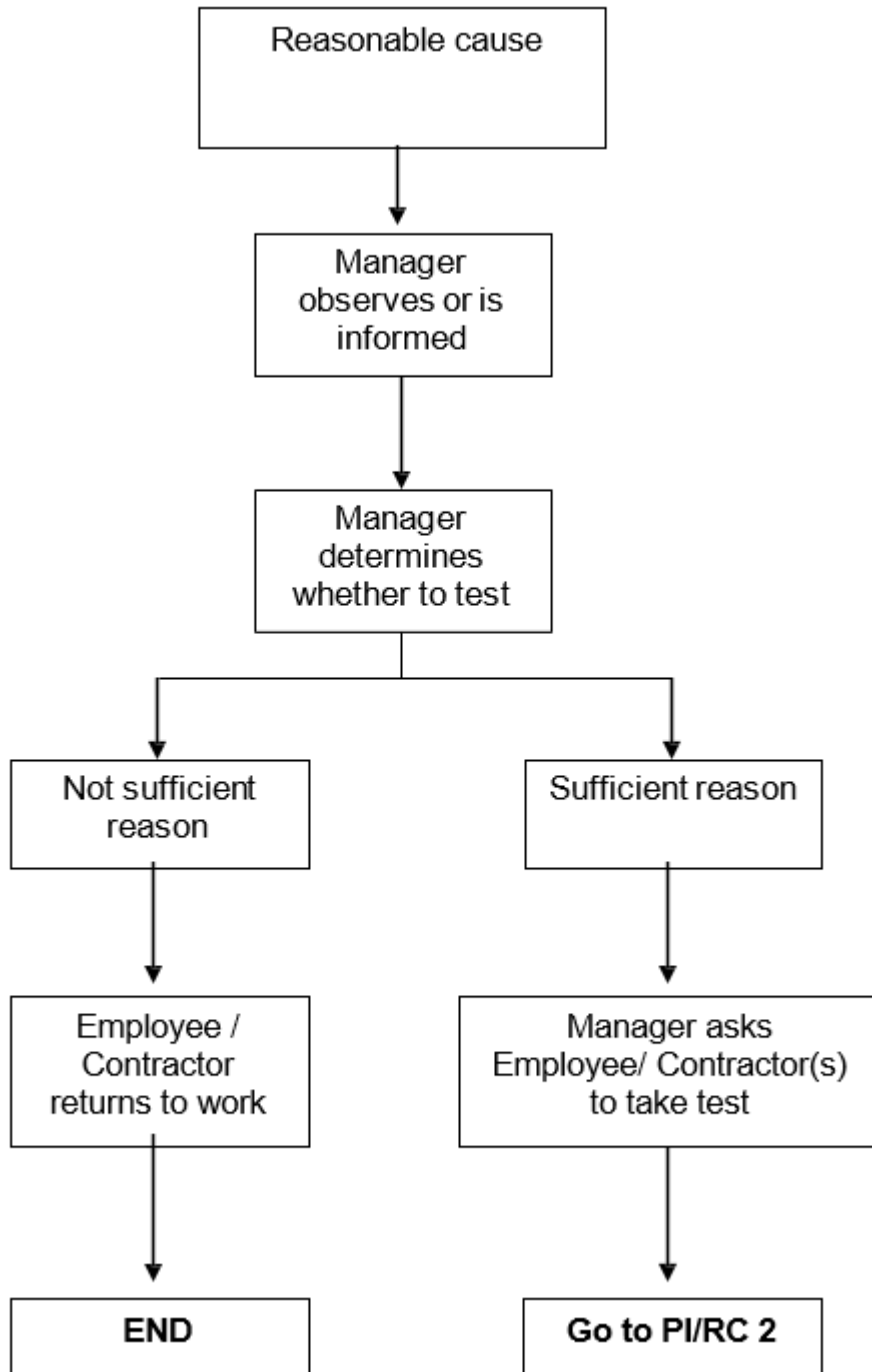 Reasonable cause
Manager
observes or is
informed
Manager
determines
whether to test
Not sufficient
reason
Sufficient reason
Employee /
Contractor
returns to work
Manager asks
Employee/ Contractor(s)
to take test
END
Go to PI/RC 2